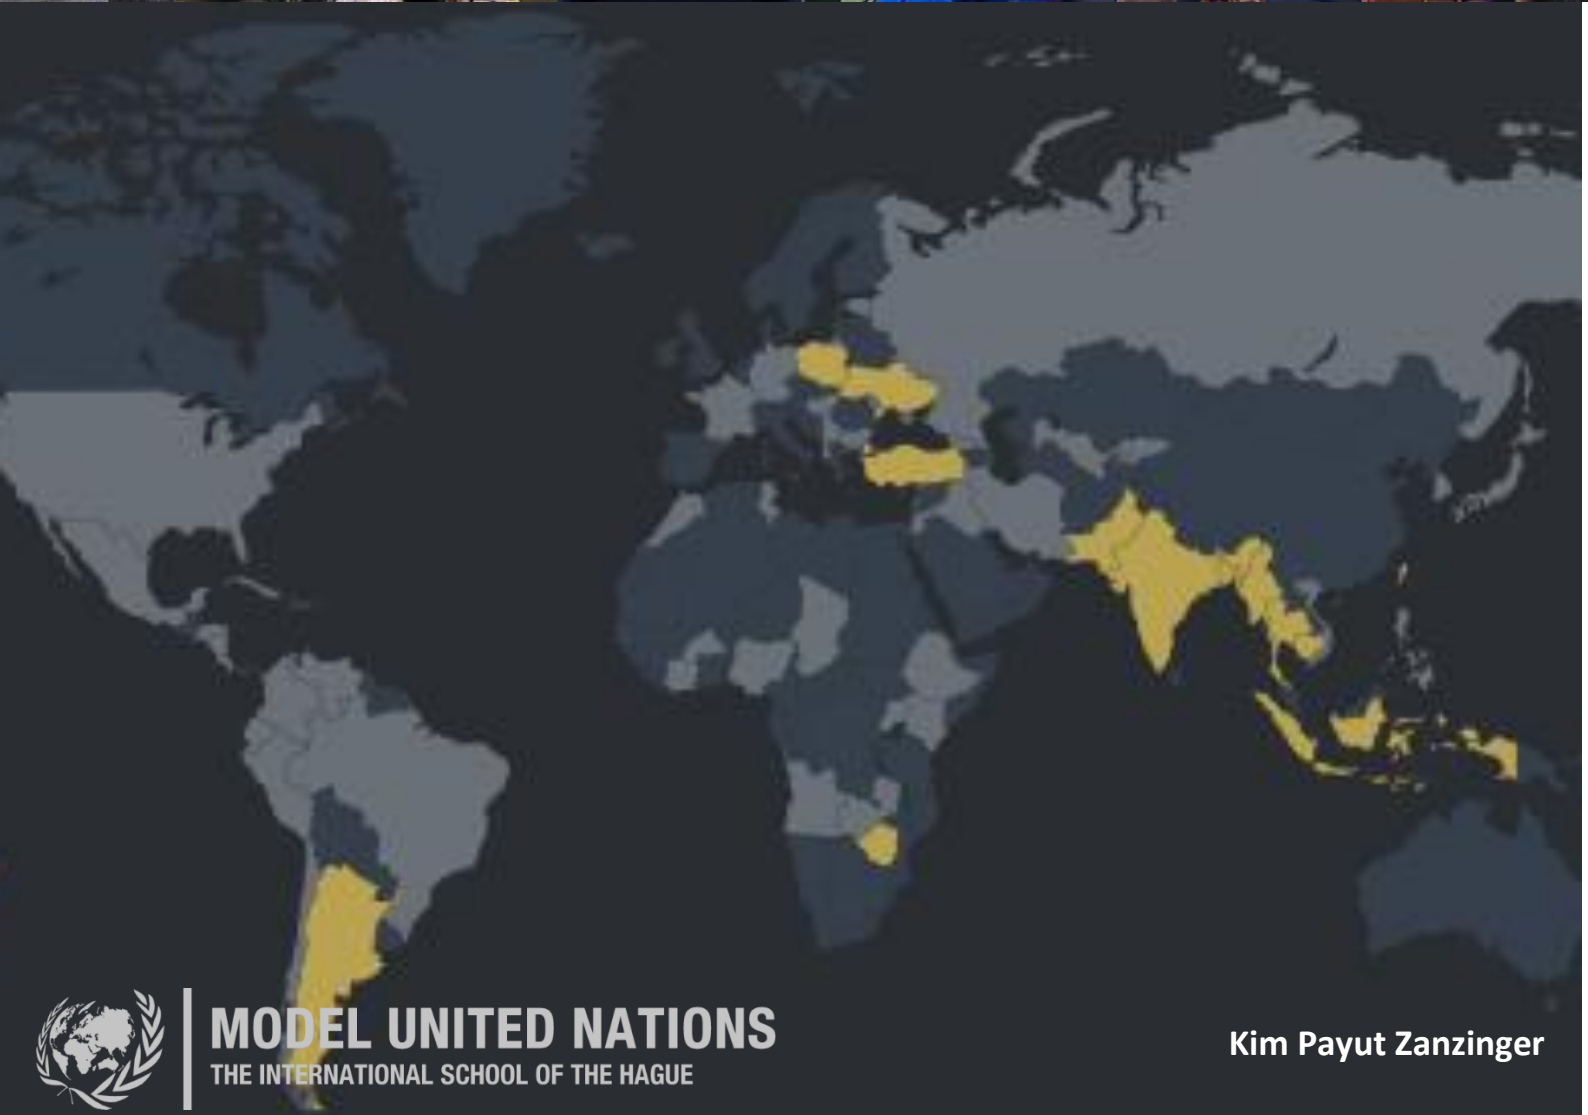 MODEL UNITED NATIONS
THE INTERNATIONAL SCHOOL OF THE HAGUE
Kim Payut Zanzinger